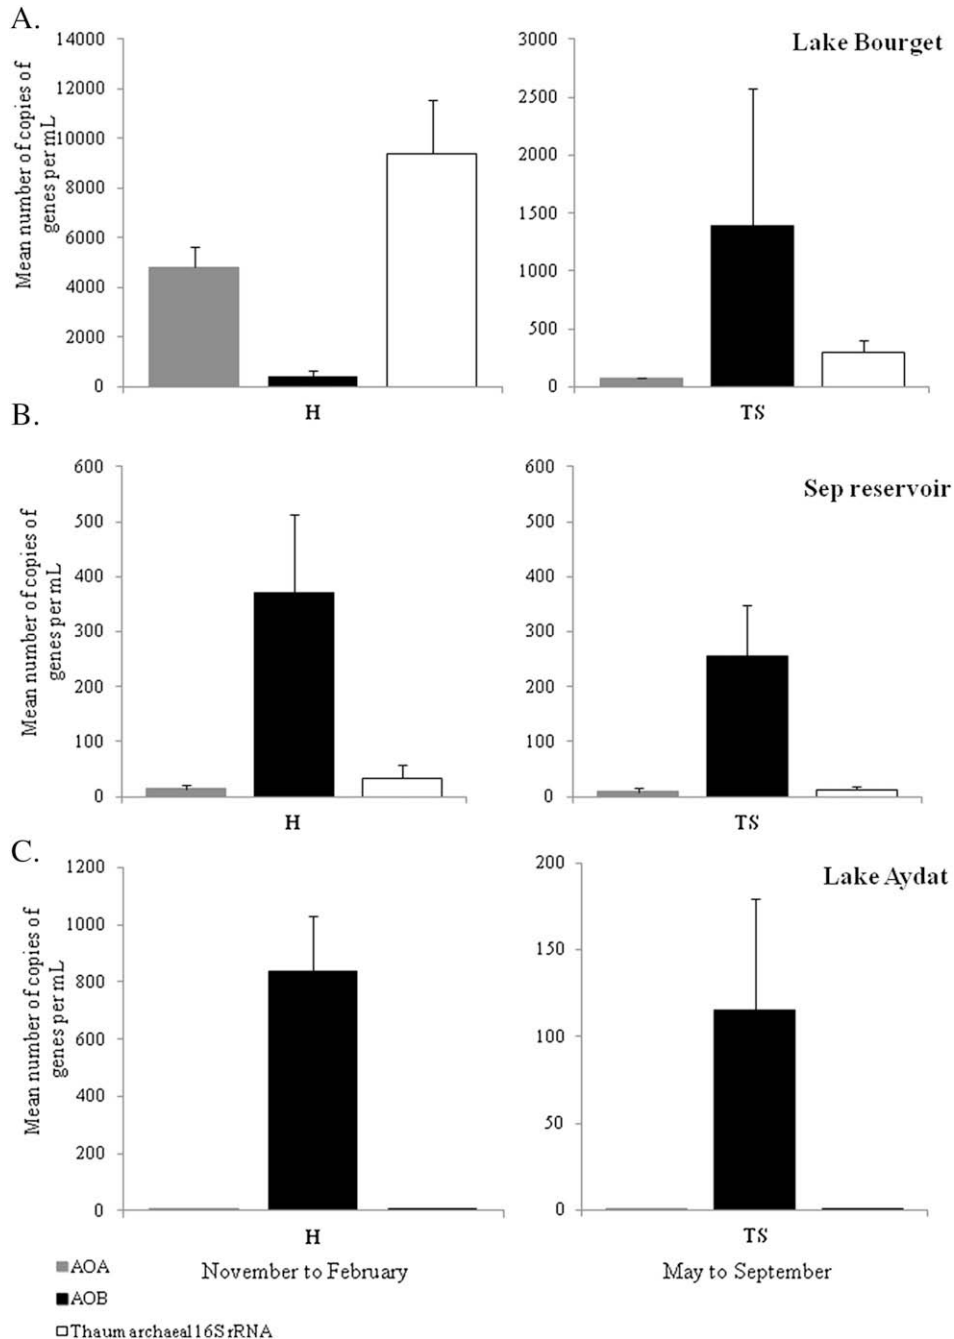 A.
Lake Bourget
Mean number of copies of
genes per mL
14000
12000
10000
8000
6000
4000
2000
0
H
3000
2500
2000
1500
1000
500
0
TS
B.
Sep reservoir
Mean number of copies of
genes per mL
600
500
400
300
200
100
0
H
600
500
400
300
200
100
0
TS
C.
Lake Aydat
Mean number of copies of
genes per mL
1200
1000
800
600
400
200
0
H
200
150
100
50
0
TS
November to February
May to September
AOA
AOB
Thaumarchaeal 16S rRNA